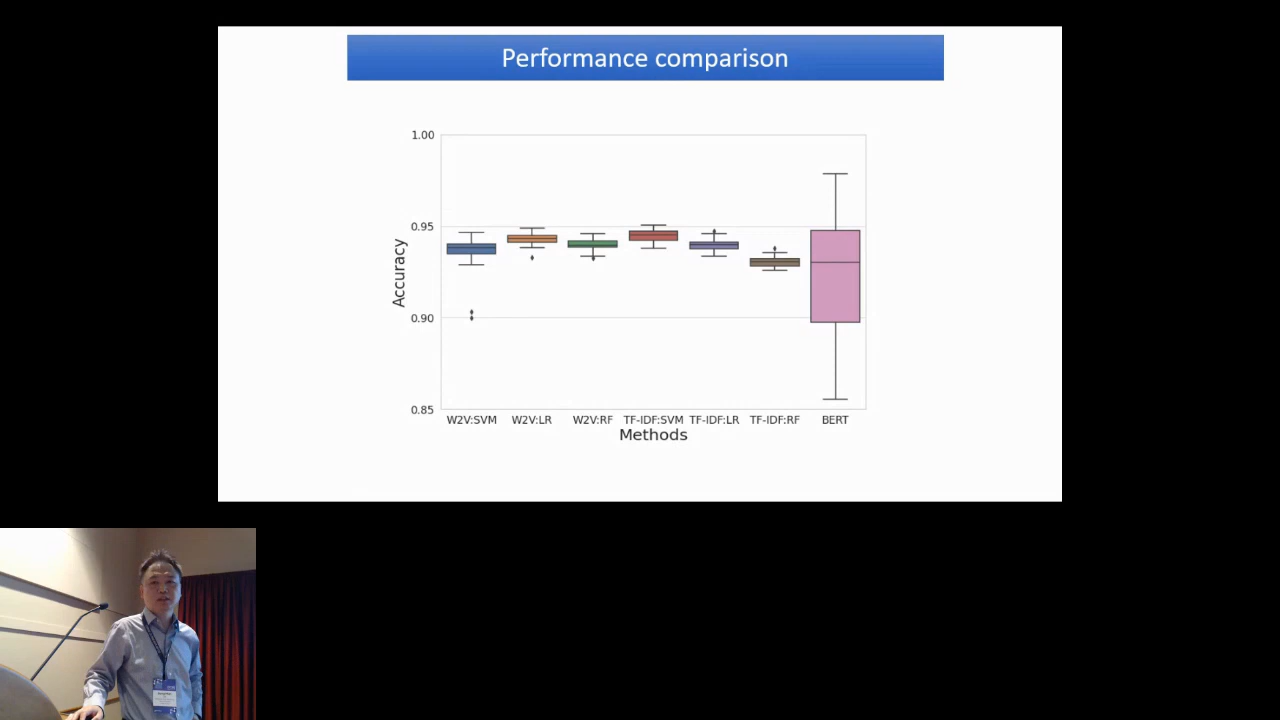 Performance comparison
1.00
0.95
0.90
0.85
Accuracy
W2V:SVM W2V:LR W2V:RF TF-IDF:SVM TF-IDF:LR TF-IDF:RF BERT
Methods